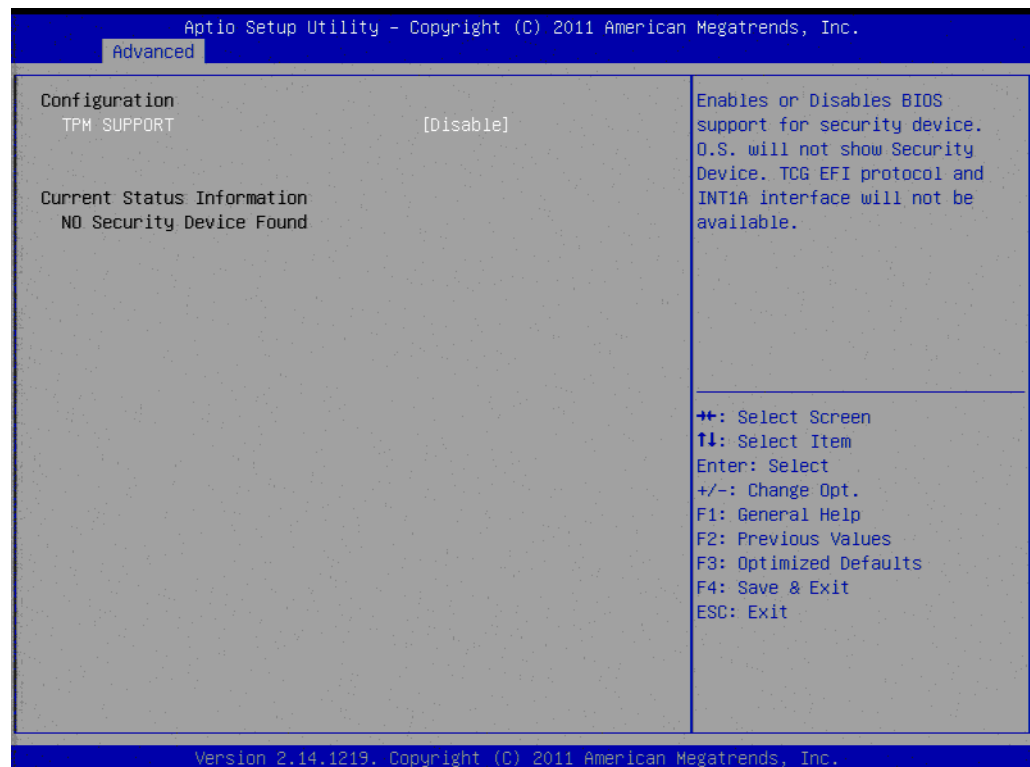 Aptio Setup Utility – Copyright (C) 2011 American Megatrends, Inc.
Advanced
Configuration
TPM SUPPORT [Disable]
Current Status Information
NO Security Device Found
Enables or Disables BIOS
support for security device.
O.S. will not show Security
Device. TCG EFI protocol and
INT1A interface will not be
available.
→←: Select Screen
↑↓: Select Item
Enter: Select
+/-: Change Opt.
F1: General Help
F2: Previous Values
F3: Optimized Defaults
F4: Save & Exit
ESC: Exit
Version 2.14.1219. Copyright (C) 2011 American Megatrends, Inc.